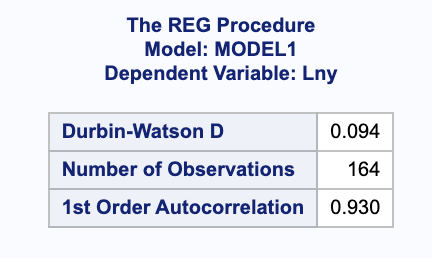 The REG Procedure
Model: MODEL1
Dependent Variable: Lny
Durbin-Watson D 0.094
Number of Observations 164
1st Order Autocorrelation 0.930